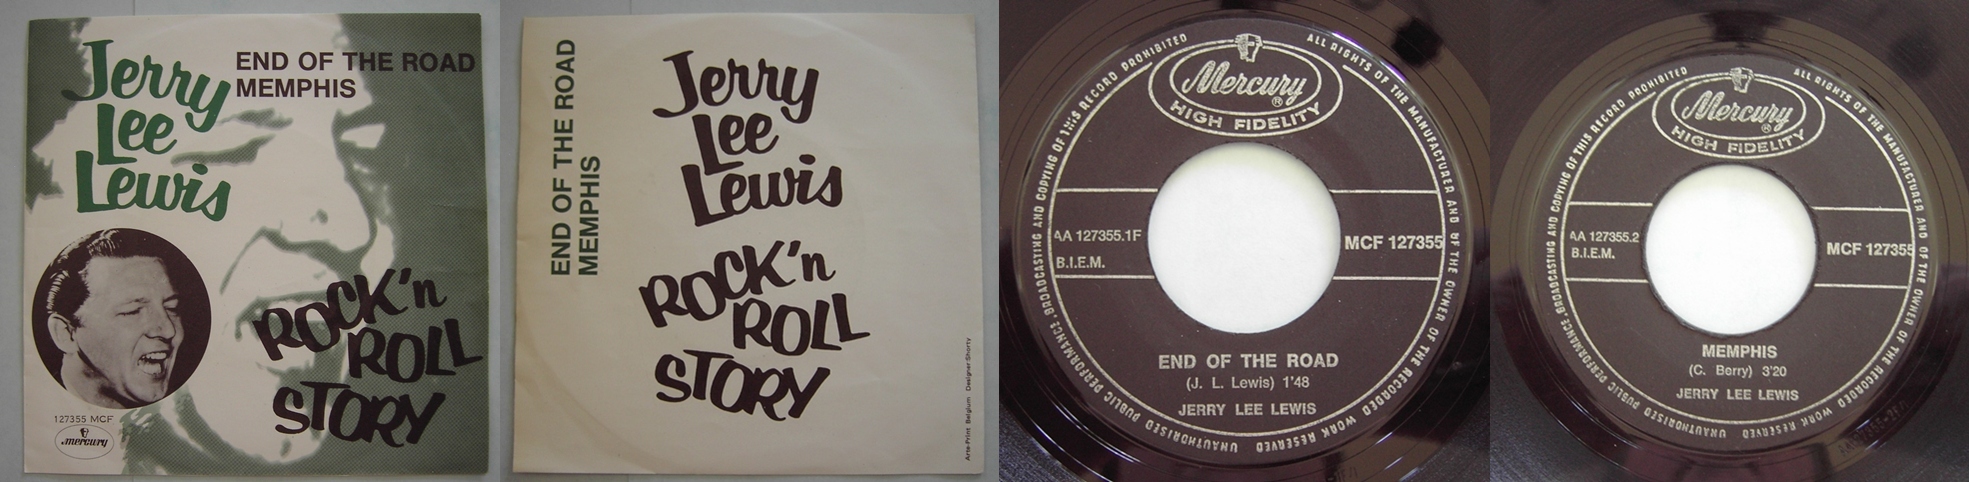 Jerry
Lee
Lewis
END OF THE ROAD
MEMPHIS
ROCK'n
ROLL
STORY
127355 MCF
mercury
END OF THE ROAD
MEMPHIS
Jerry
Lee
Lewis
ROCK'n
ROLL
STORY
Arte-Print Belgium Designer:Shorty
UNAUTHORISED PUBLIC PERFORMANCE, BROADCASTING AND COPYING OF THIS RECORD PROHIBITED
ALL RIGHTS OF THE MANUFACTURER AND OF THE OWNER OF THE RECORDED WORK RESERVED
Mercury®
HIGH FIDELITY
AA 127355.1F
B.I.E.M.
MCF 127355
END OF THE ROAD
(J. L. Lewis) 1'48
JERRY LEE LEWIS
UNAUTHORISED PUBLIC PERFORMANCE, BROADCASTING AND COPYING OF THIS RECORD PROHIBITED
ALL RIGHTS OF THE MANUFACTURER AND OF THE OWNER OF THE RECORDED WORK RESERVED
Mercury®
HIGH FIDELITY
AA 127355.2
B.I.E.M.
MCF 127355
MEMPHIS
(C. Berry) 3'20
JERRY LEE LEWIS